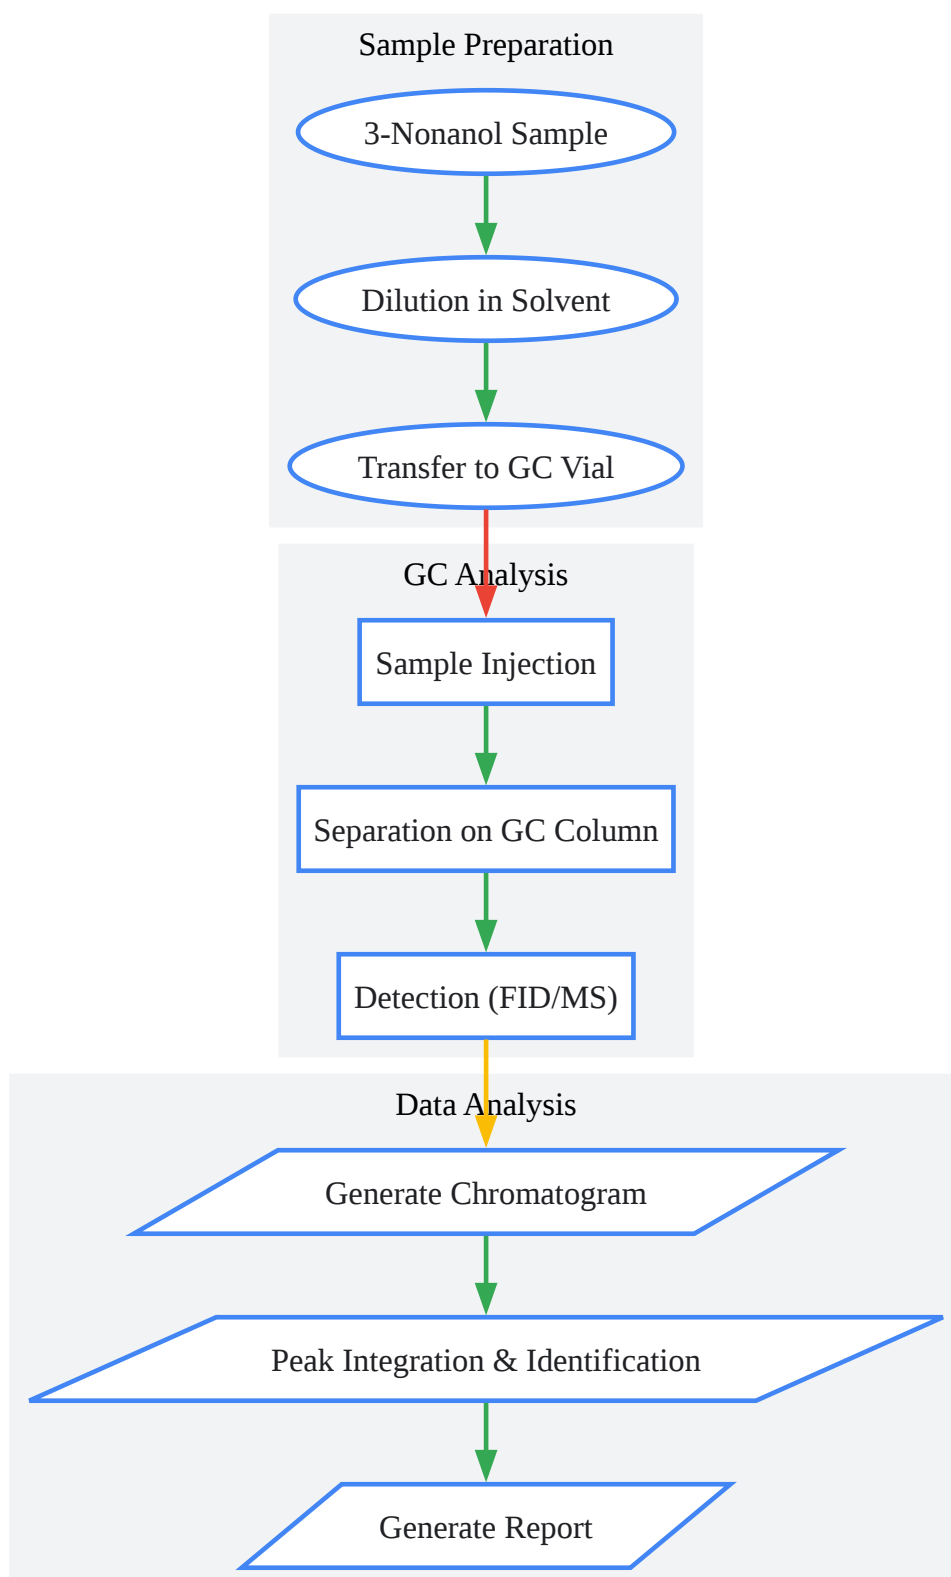 Sample Preparation
3-Nonanol Sample
Dilution in Solvent
Transfer to GC Vial
GC Analysis
Sample Injection
Separation on GC Column
Detection (FID/MS)
Data Analysis
Generate Chromatogram
Peak Integration & Identification
Generate Report